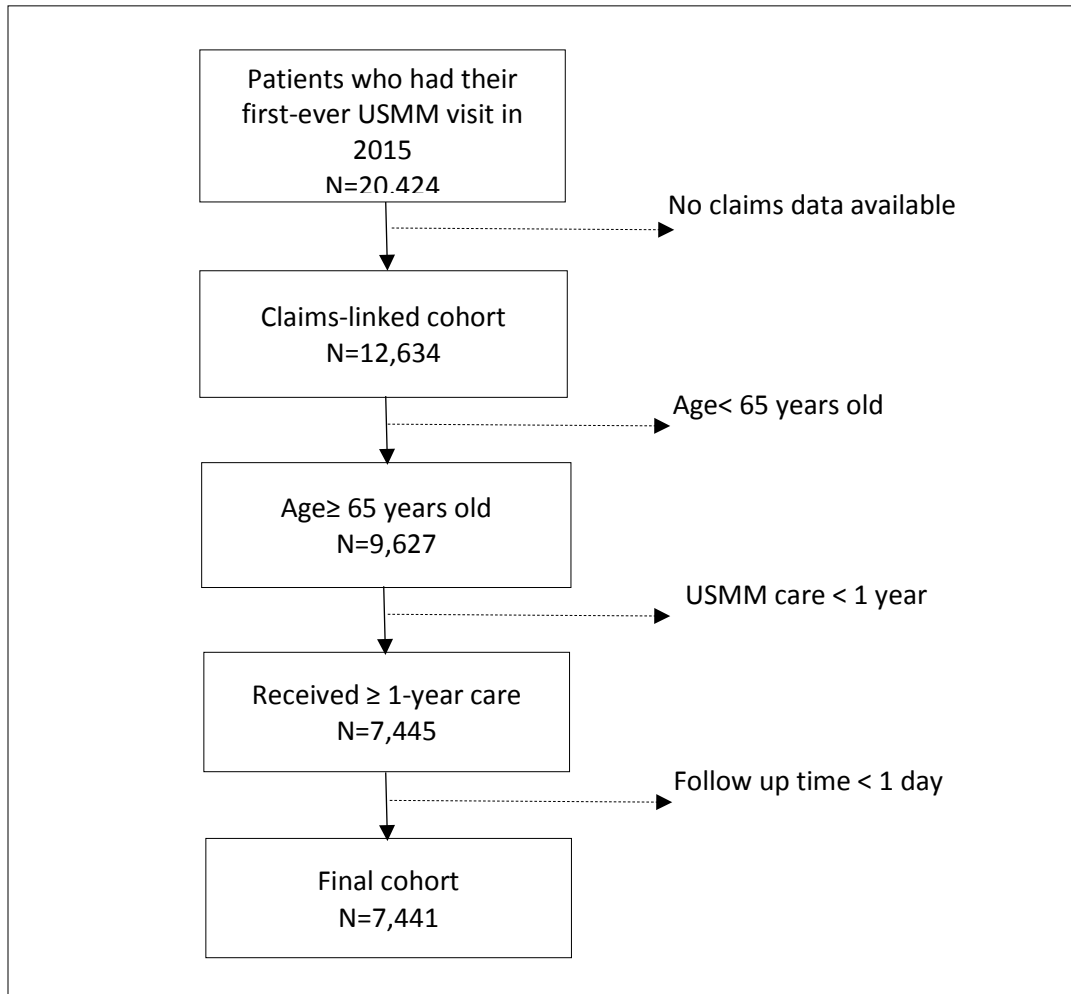 Patients who had their
first-ever USMM visit in
2015
N=20,424
No claims data available
Claims-linked cohort
N=12,634
Age< 65 years old
Age≥ 65 years old
N=9,627
USMM care < 1 year
Received ≥ 1-year care
N=7,445
Follow up time < 1 day
Final cohort
N=7,441